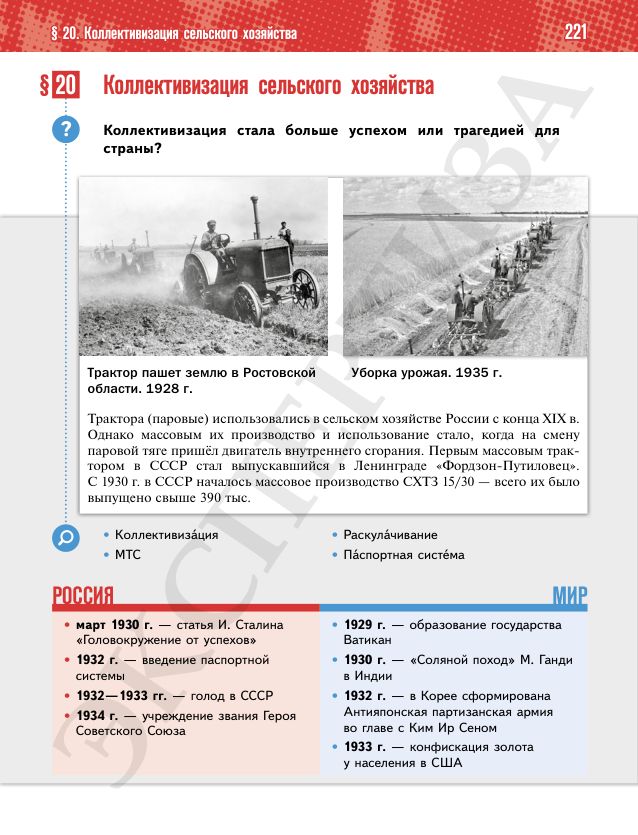 § 20. Коллективизация сельского хозяйства
221
§ 20 Коллективизация сельского хозяйства
?
Коллективизация стала больше успехом или трагедией для
страны?
Трактор пашет землю в Ростовской
области. 1928 г.
Уборка урожая. 1935 г.
Трактора (паровые) использовались в сельском хозяйстве России с конца XIX в.
Однако массовым их производство и использование стало, когда на смену
паровой тяге пришёл двигатель внутреннего сгорания. Первым массовым трак-
тором в СССР стал выпускавшийся в Ленинграде «Фордзон-Путиловец».
С 1930 г. в СССР началось массовое производство СХТЗ 15/30 — всего их было
выпущено свыше 390 тыс.
• Коллективиза́ция
• МТС
• Раскула́чивание
• Па́спортная систе́ма
РОССИЯ
• март 1930 г. — статья И. Сталина
«Головокружение от успехов»
• 1932 г. — введение паспортной
системы
• 1932—1933 гг. — голод в СССР
• 1934 г. — учреждение звания Героя
Советского Союза
МИР
• 1929 г. — образование государства
Ватикан
• 1930 г. — «Соляной поход» М. Ганди
в Индии
• 1932 г. — в Корее сформирована
Антияпонская партизанская армия
во главе с Ким Ир Сеном
• 1933 г. — конфискация золота
у населения в США
ЭКСПЕРТИЗА